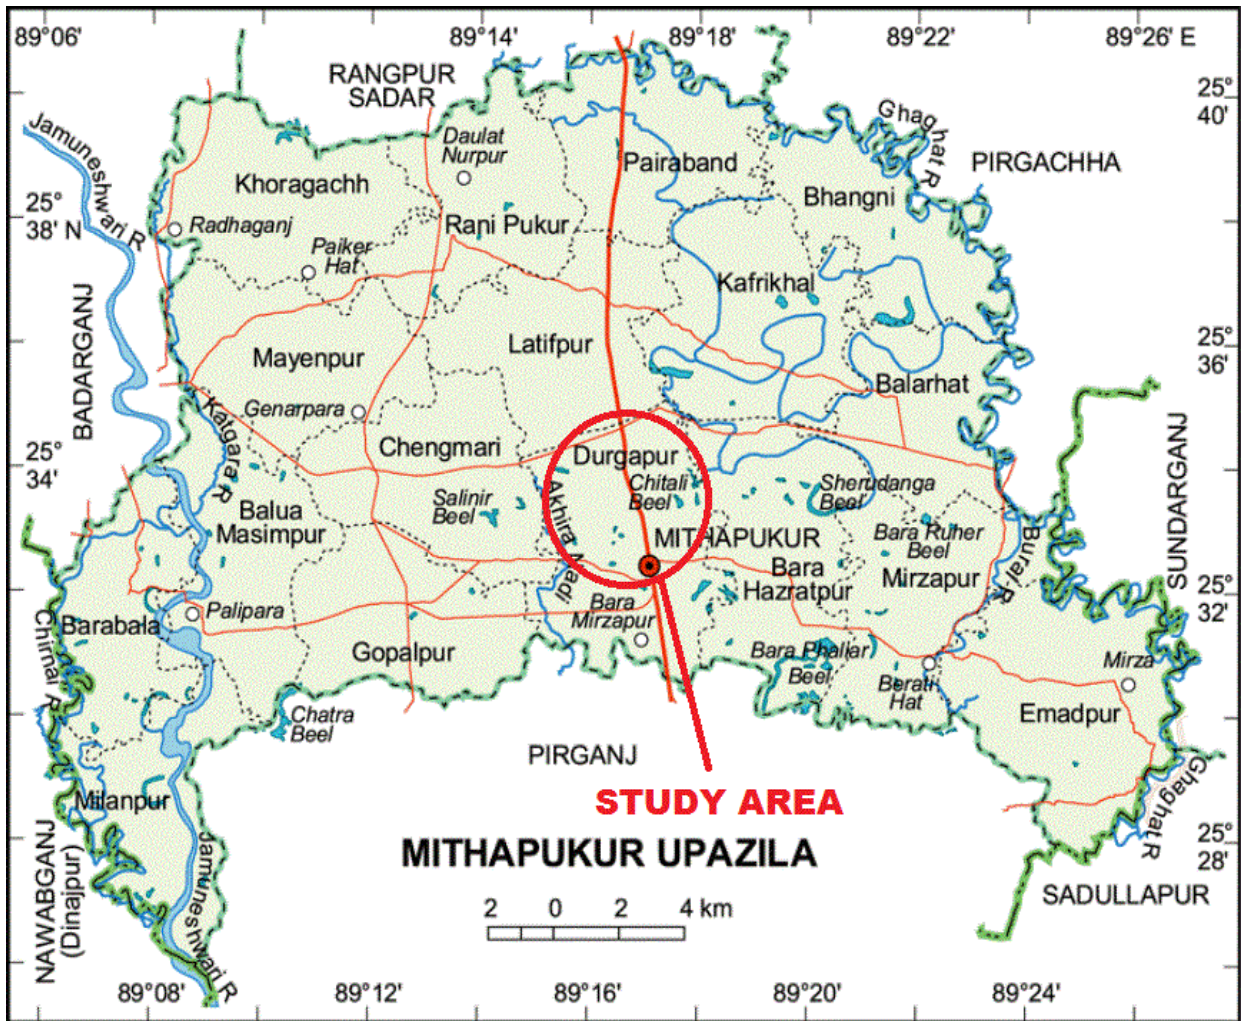 89°06'
89°14'
89°18'
89°22'
89°26' E
RANGPUR
SADAR
25°
40'
Jamuneshwari R
Daulat
Nurpur
Ghaghat R
Pairaband
PIRGACHHA
Khoragachh
Bhangni
25°
38' N
Radhaganj
Rani Pukur
Paiker
Hat
Kafrikhal
BADARGANJ
Latifpur
25°
36'
Mayenpur
Balarhat
Genarpara
Katgara R
Chengmari
Durgapur
25°
34'
Salinir
Beel
Akhira Nadi
Chitali
Beel
Sherudanga
Beel
SUNDARGANJ
Balua
Masimpur
MITHAPUKUR
Bara Ruher
Beel
Bural R
Bara
Hazratpur
Mirzapur
25°
32'
Chirnai R
Barabala
Palipara
Bara
Mirzapur
Gopalpur
Bara Phaliar
Beel
Berati
Hat
Mirza
Chatra
Beel
Emadpur
PIRGANJ
Milanpur
STUDY AREA
Ghaghat R
NAWABGANJ
(Dinajpur)
Jamuneshwari R
MITHAPUKUR UPAZILA
25°
28'
SADULLAPUR
2 0 2 4 km
89°08'
89°12'
89°16'
89°20'
89°24'